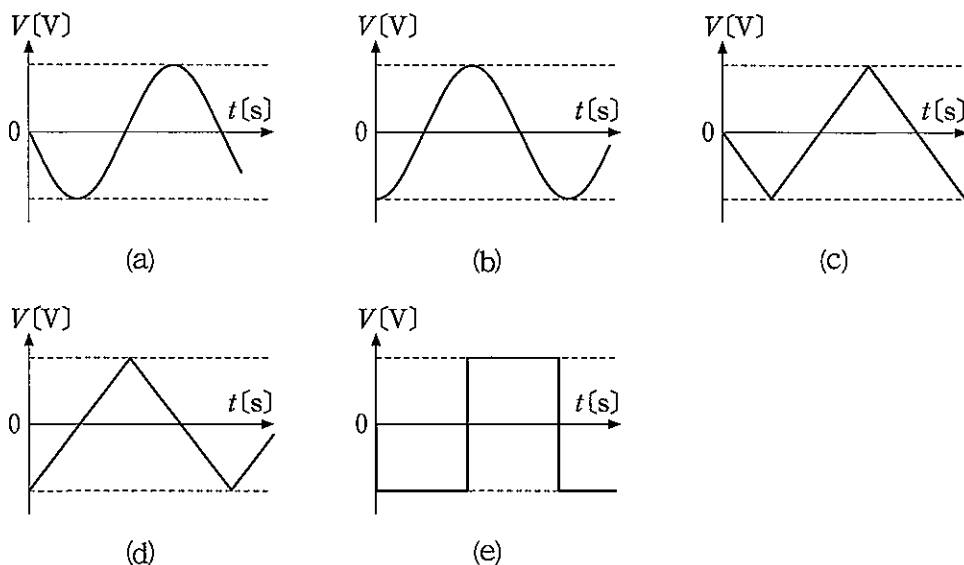 V〔V〕 V〔V〕 V〔V〕
t〔s〕 t〔s〕 t〔s〕
0 0 0
(a) (b) (c)
V〔V〕 V〔V〕
t〔s〕 t〔s〕
0 0
(d) (e)